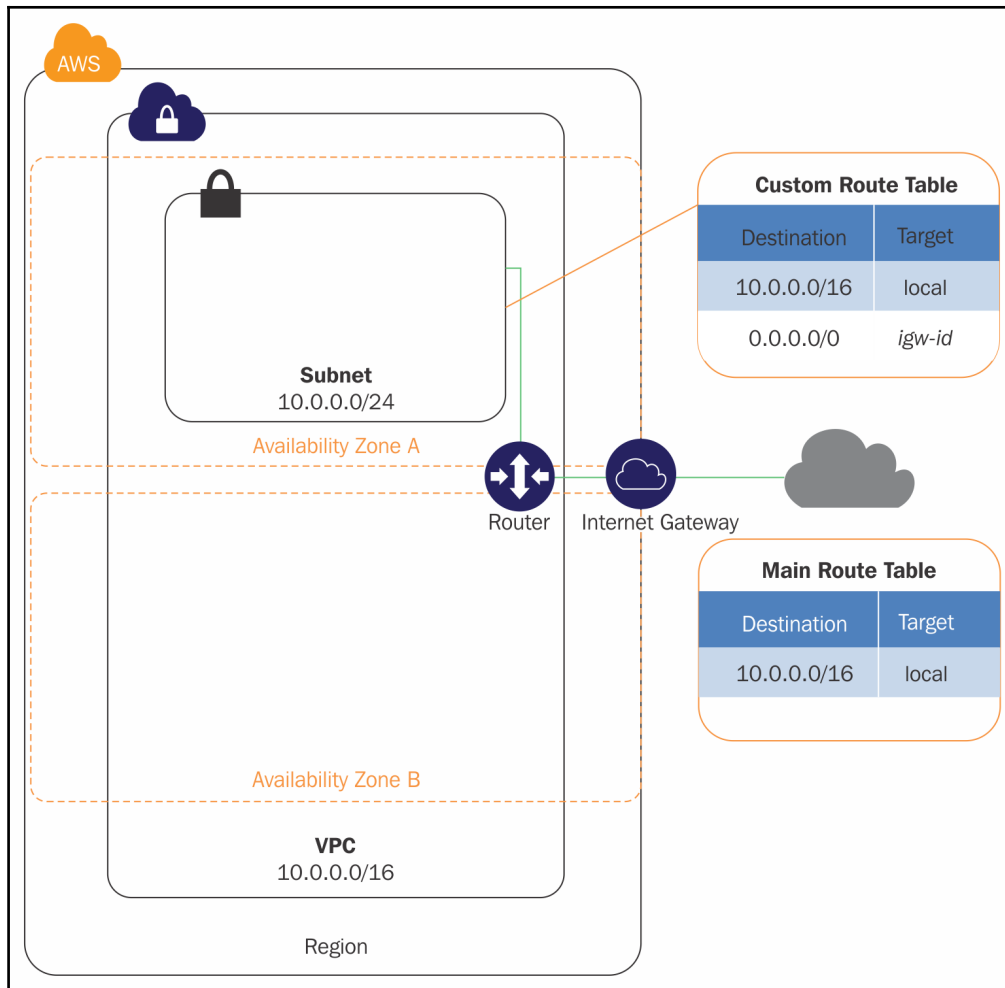 AWS
Custom Route Table
Destination Target
10.0.0.0/16 local
0.0.0.0/0 igw-id
Subnet
10.0.0.0/24
Availability Zone A
Router
Internet Gateway
Main Route Table
Destination Target
10.0.0.0/16 local
Availability Zone B
VPC
10.0.0.0/16
Region